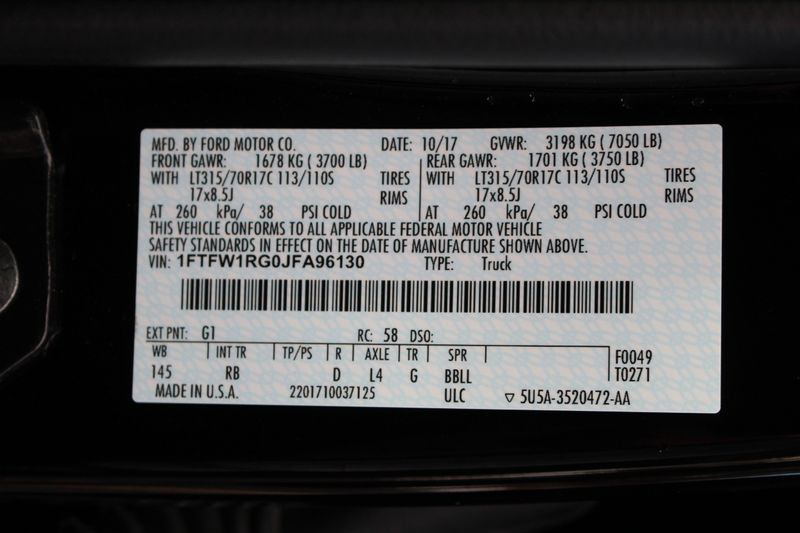 MFD. BY FORD MOTOR CO. DATE: 10/17 GVWR: 3198 KG ( 7050 LB)
FRONT GAWR: 1678 KG ( 3700 LB) REAR GAWR: 1701 KG ( 3750 LB)
WITH LT315/70R17C 113/110S TIRES WITH LT315/70R17C 113/110S TIRES
17x8.5J RIMS 17x8.5J RIMS
AT 260 kPa/ 38 PSI COLD AT 260 kPa/ 38 PSI COLD
THIS VEHICLE CONFORMS TO ALL APPLICABLE FEDERAL MOTOR VEHICLE
SAFETY STANDARDS IN EFFECT ON THE DATE OF MANUFACTURE SHOWN ABOVE.
VIN: 1FTFW1RG0JFA96130 TYPE: Truck
EXT PNT: G1 RC: 58 DSO:
WB INT TR TP/PS R AXLE TR SPR F0049
145 RB D L4 G BBLL T0271
MADE IN U.S.A. 2201710037125 ULC ▽ 5U5A-3520472-AA